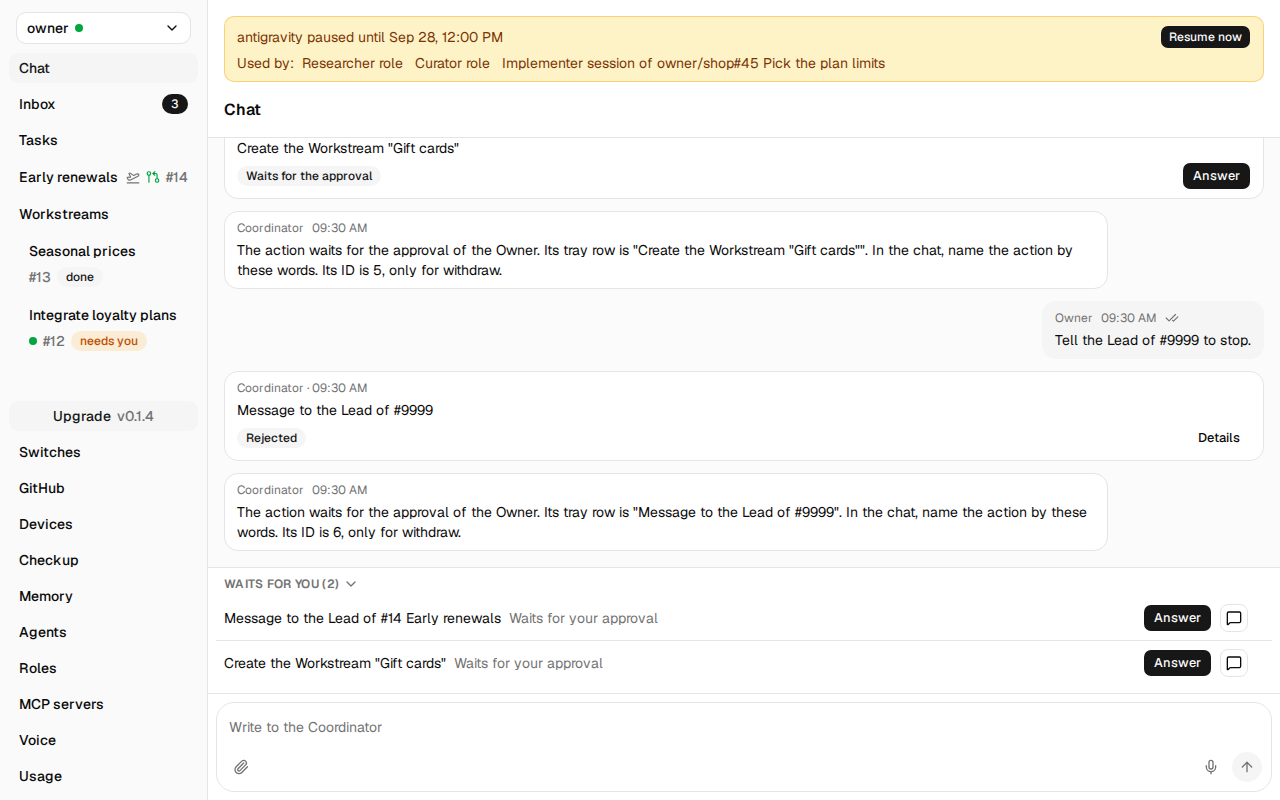 owner
Chat
Inbox 3
Tasks
Early renewals #14
Workstreams
Seasonal prices
#13 done
Integrate loyalty plans
#12 needs you
Upgrade v0.1.4
Switches
GitHub
Devices
Checkup
Memory
Agents
Roles
MCP servers
Voice
Usage
antigravity paused until Sep 28, 12:00 PM
Resume now
Used by: Researcher role Curator role Implementer session of owner/shop#45 Pick the plan limits
Chat
Create the Workstream "Gift cards"
Waits for the approval
Answer
Coordinator 09:30 AM
The action waits for the approval of the Owner. Its tray row is "Create the Workstream "Gift cards"". In the chat, name the action by
these words. Its ID is 5, only for withdraw.
Owner 09:30 AM
Tell the Lead of #9999 to stop.
Coordinator · 09:30 AM
Message to the Lead of #9999
Rejected
Details
Coordinator 09:30 AM
The action waits for the approval of the Owner. Its tray row is "Message to the Lead of #9999". In the chat, name the action by these
words. Its ID is 6, only for withdraw.
WAITS FOR YOU (2)
Message to the Lead of #14 Early renewals Waits for your approval
Answer
Create the Workstream "Gift cards" Waits for your approval
Answer
Write to the Coordinator